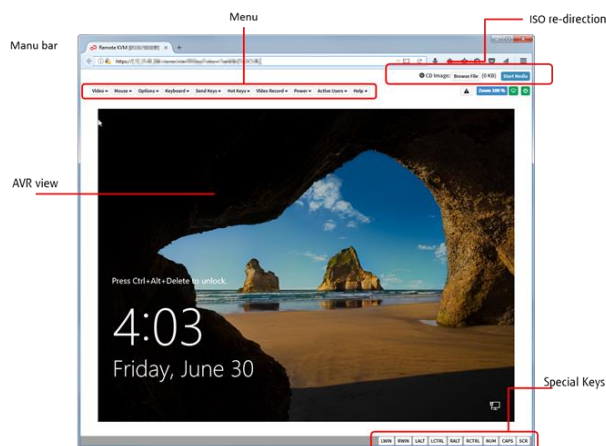 Menu
ISO re-direction
Manu bar
Remote KVM
https://
CD Image: Browse File (0 KB) Start Media
Video Mouse Options Keyboard Send Keys Hot Keys Video Record Power Active Users Help
Zoom 100 %
AVR view
Press Ctrl+Alt+Delete to unlock.
4:03
Friday, June 30
Special Keys
LWIN RWIN LALT LCTRL RALT RCTRL NUM CAPS SCR